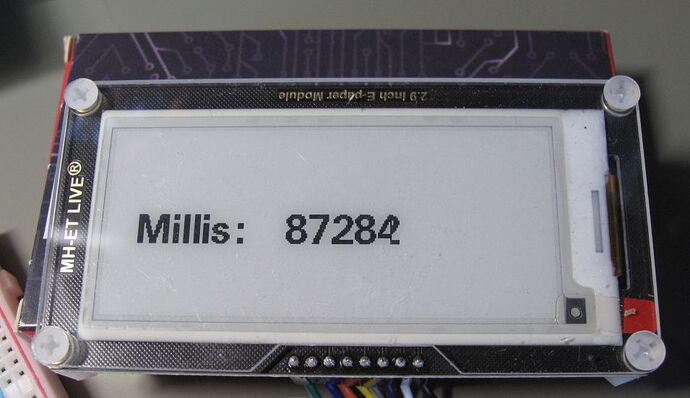 2.9 Inch E-paper Module
MH-ET LIVE®
Millis: 87284